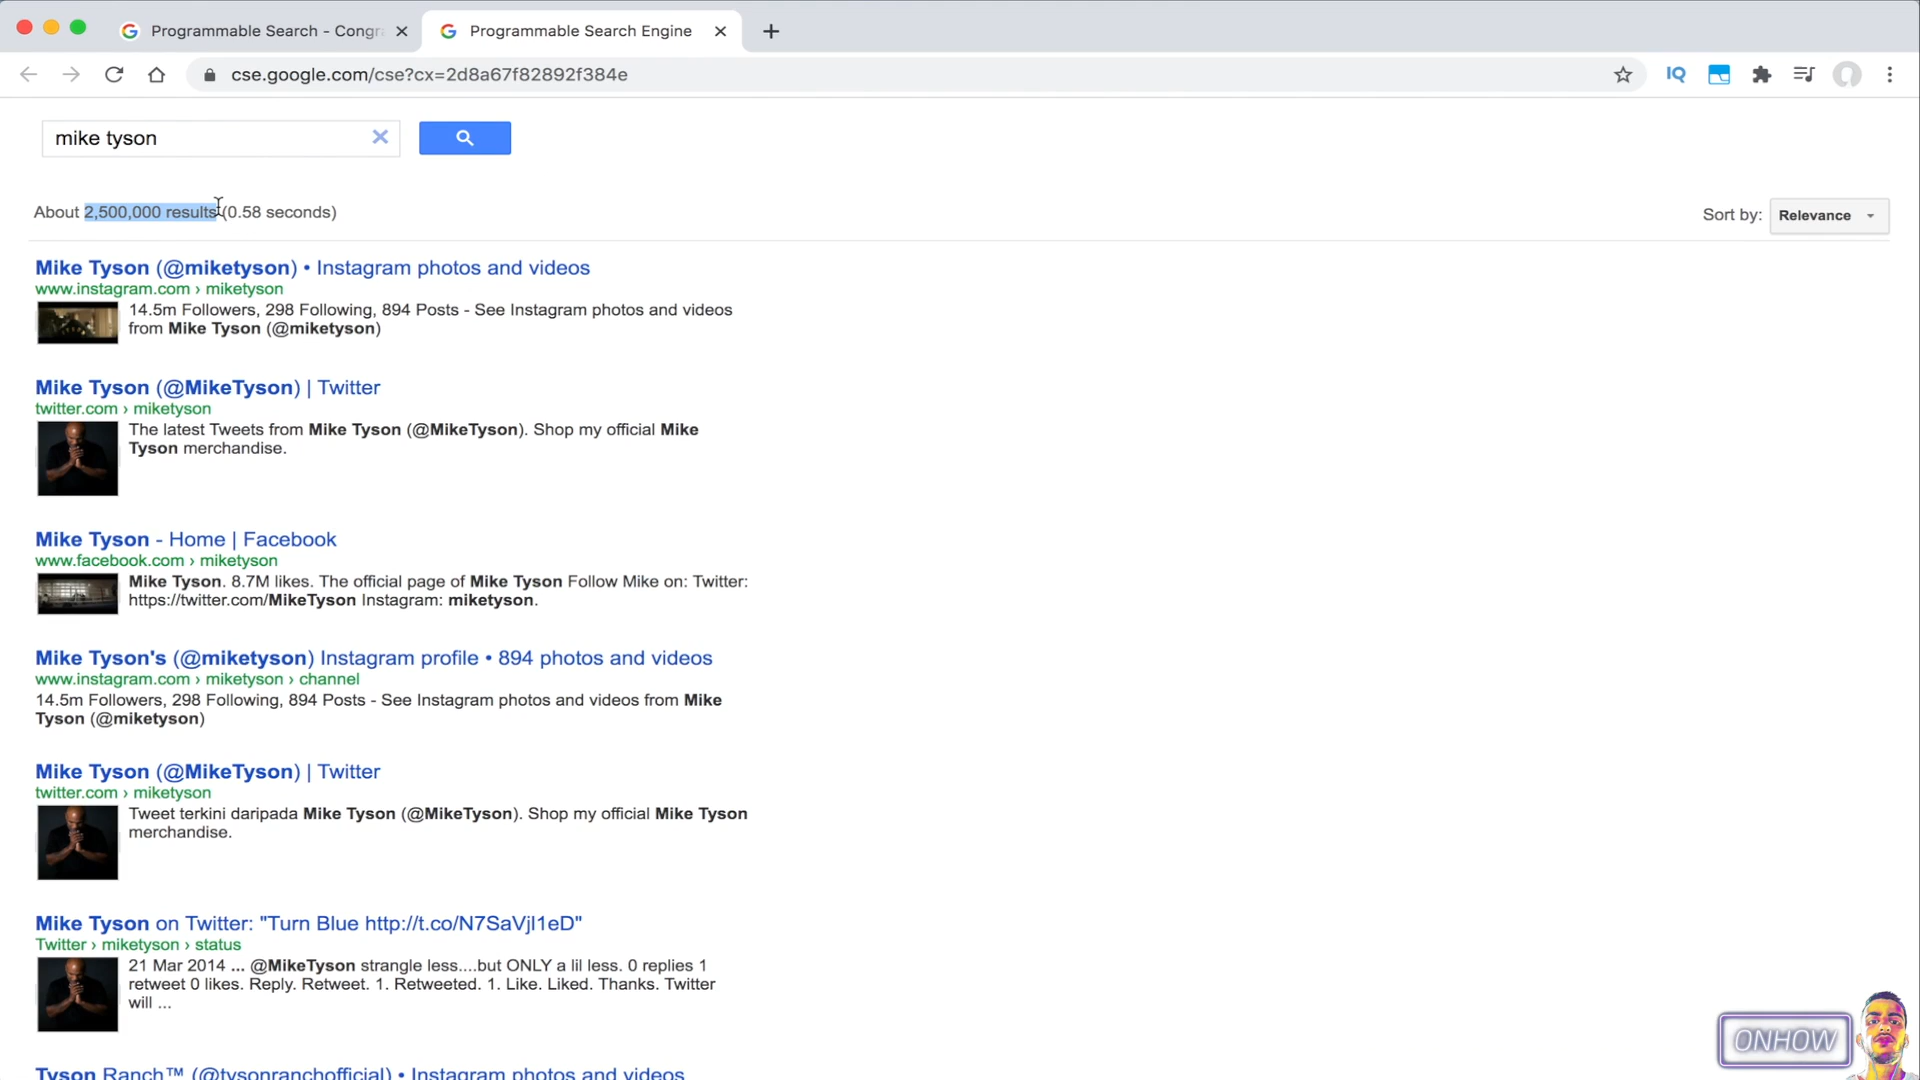 Programmable Search - Congr
Programmable Search Engine
cse.google.com/cse?cx=2d8a67f82892f384e
IQ
mike tyson
About 2,500,000 results (0.58 seconds)
Sort by: Relevance
Mike Tyson (@miketyson) • Instagram photos and videos
www.instagram.com › miketyson
14.5m Followers, 298 Following, 894 Posts - See Instagram photos and videos
from Mike Tyson (@miketyson)
Mike Tyson (@MikeTyson) | Twitter
twitter.com › miketyson
The latest Tweets from Mike Tyson (@MikeTyson). Shop my official Mike
Tyson merchandise.
Mike Tyson - Home | Facebook
www.facebook.com › miketyson
Mike Tyson. 8.7M likes. The official page of Mike Tyson Follow Mike on: Twitter:
https://twitter.com/MikeTyson Instagram: miketyson.
Mike Tyson's (@miketyson) Instagram profile • 894 photos and videos
www.instagram.com › miketyson › channel
14.5m Followers, 298 Following, 894 Posts - See Instagram photos and videos from Mike
Tyson (@miketyson)
Mike Tyson (@MikeTyson) | Twitter
twitter.com › miketyson
Tweet terkini daripada Mike Tyson (@MikeTyson). Shop my official Mike Tyson
merchandise.
Mike Tyson on Twitter: "Turn Blue http://t.co/N7SaVjI1eD"
Twitter › miketyson › status
21 Mar 2014 ... @MikeTyson strangle less....but ONLY a lil less. 0 replies 1
retweet 0 likes. Reply. Retweet. 1. Retweeted. 1. Like. Liked. Thanks. Twitter
will ...
Tyson Ranch™ (@tysonranchofficial) • Instagram photos and videos
ONHOW